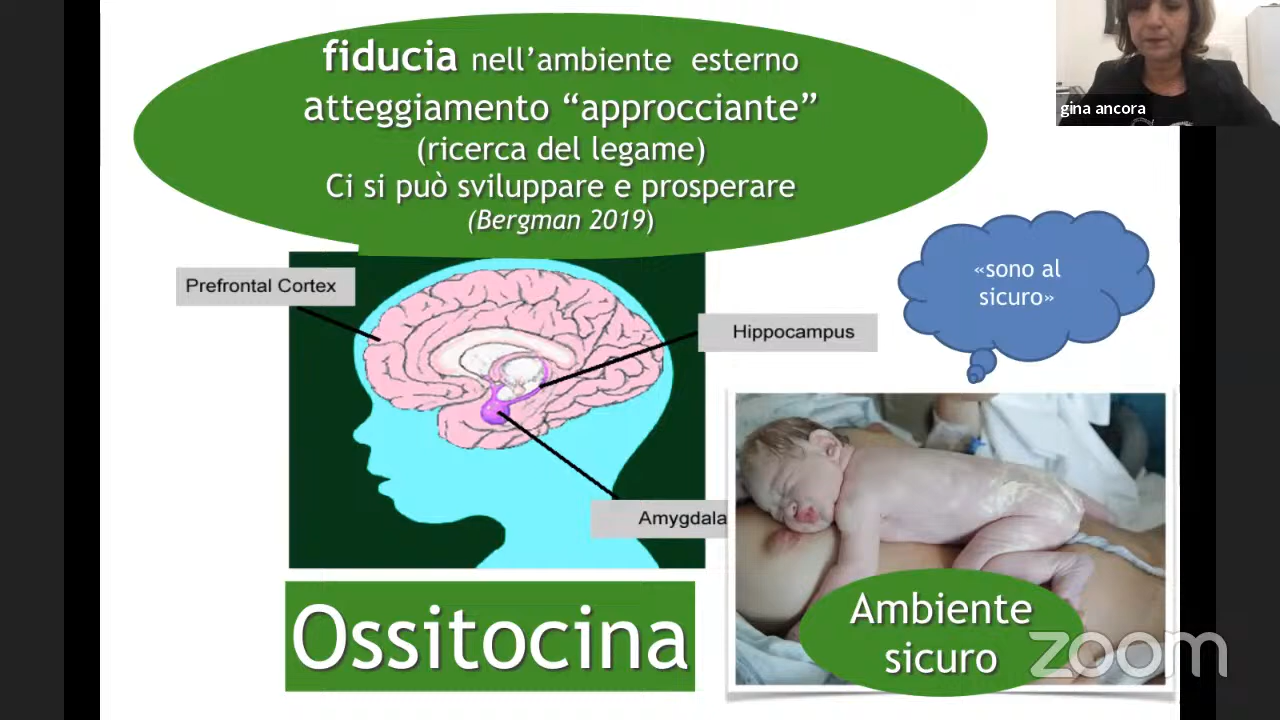 fiducia nell’ambiente esterno
atteggiamento “approcciante”
(ricerca del legame)
Ci si può sviluppare e prosperare
(Bergman 2019)
gina ancora
«sono al
sicuro»
Prefrontal Cortex
Hippocampus
Amygdala
Ossitocina
Ambiente
sicuro
zoom